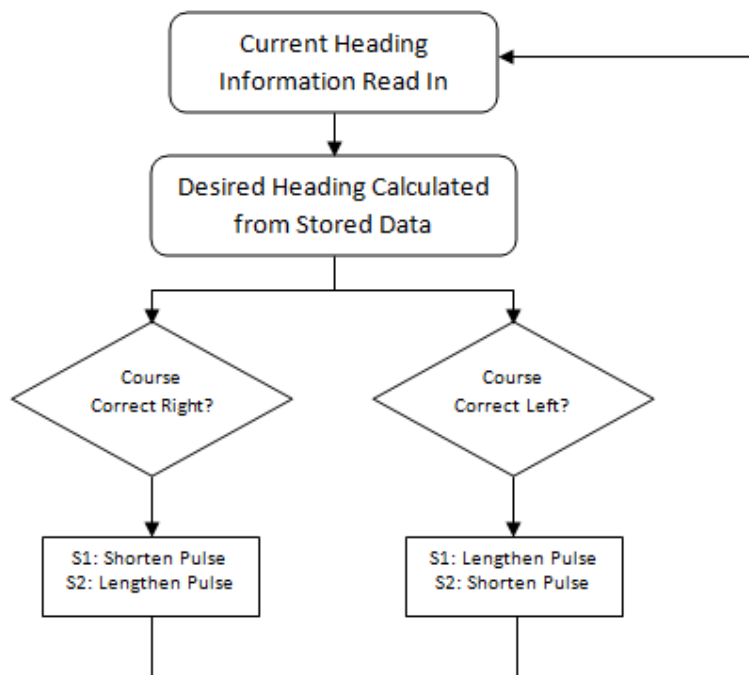 Current Heading
Information Read In
Desired Heading Calculated
from Stored Data
Course
Correct Right?
Course
Correct Left?
S1: Shorten Pulse
S2: Lengthen Pulse
S1: Lengthen Pulse
S2: Shorten Pulse